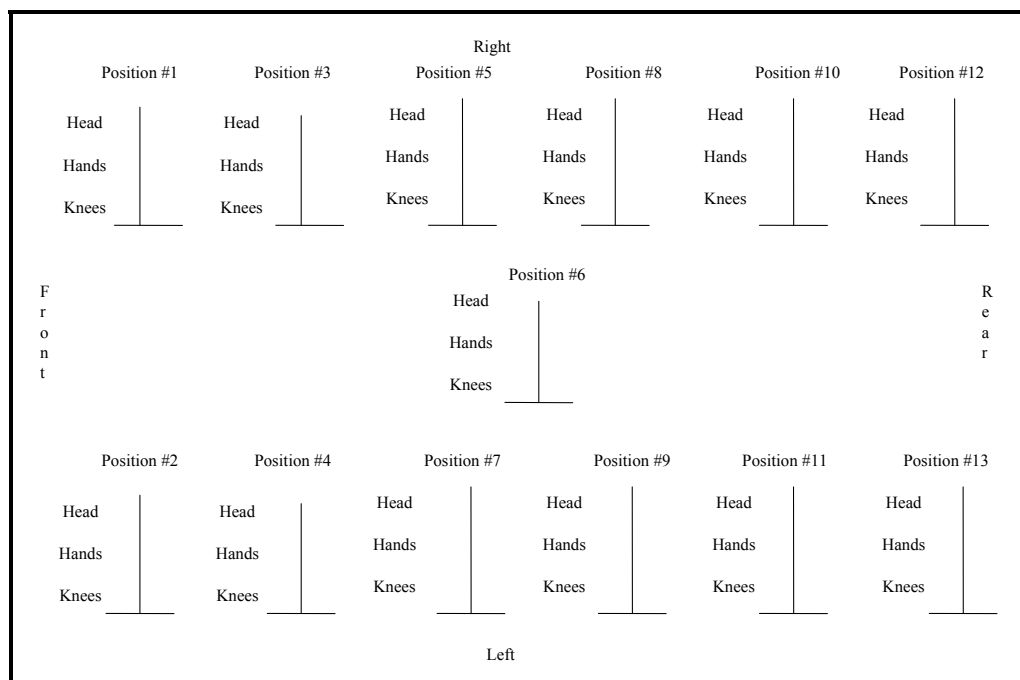 Right
Position #1 Position #3 Position #5 Position #8 Position #10 Position #12
Head Head Head Head Head Head
Hands Hands Hands Hands Hands Hands
Knees Knees Knees Knees Knees Knees
Front
Position #6
Head
Hands
Knees
Rear
Position #2 Position #4 Position #7 Position #9 Position #11 Position #13
Head Head Head Head Head Head
Hands Hands Hands Hands Hands Hands
Knees Knees Knees Knees Knees Knees
Left